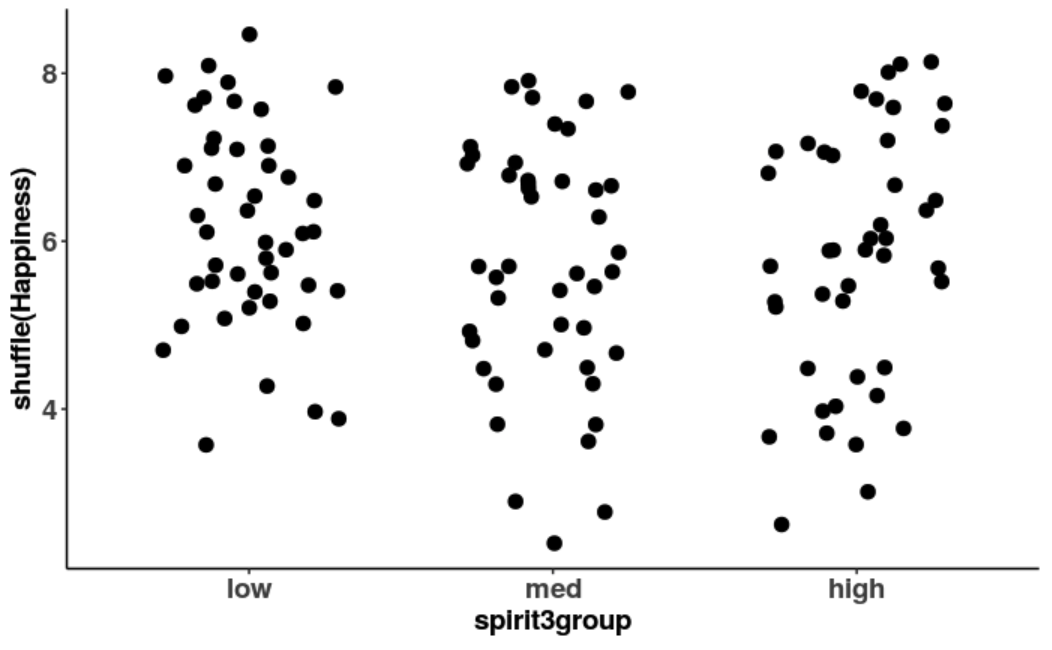 shuffle(Happiness)
8
6
4
low med high
spirit3group